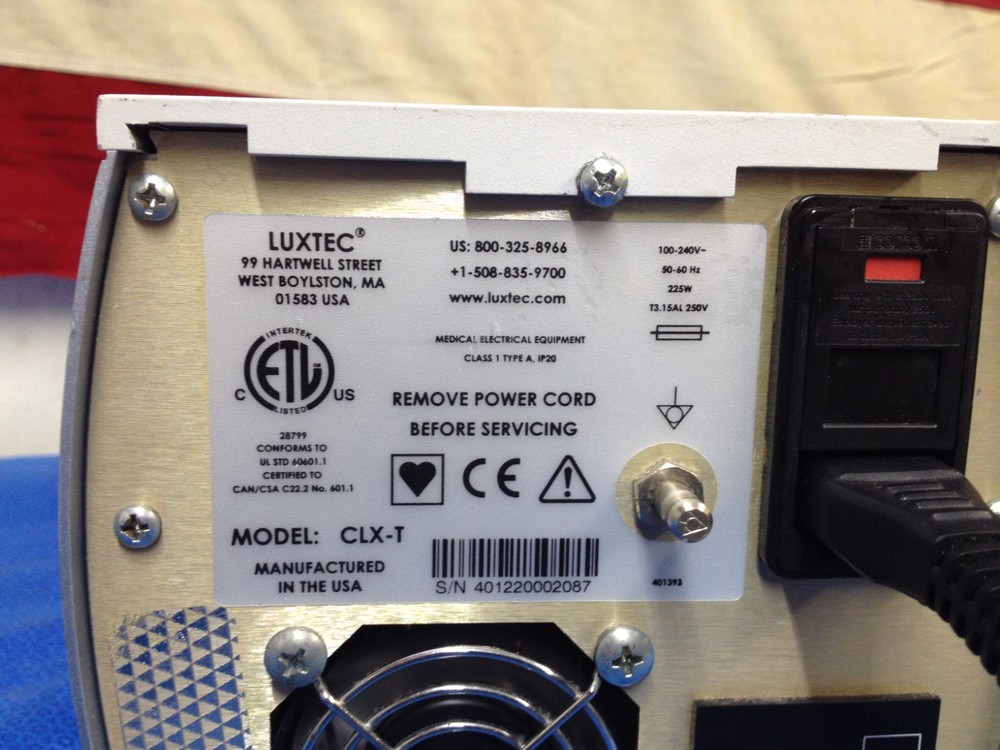 LUXTEC®
99 HARTWELL STREET
WEST BOYLSTON, MA
01583 USA
US: 800-325-8966
+1-508-835-9700
www.luxtec.com
100-240V~
50-60 Hz
225W
T3.15AL 250V
MEDICAL ELECTRICAL EQUIPMENT
CLASS 1 TYPE A, IP20
INTERTEK
ETL
C US
LISTED
28799
CONFORMS TO
UL STD 60601.1
CERTIFIED TO
CAN/CSA C22.2 No. 601.1
REMOVE POWER CORD
BEFORE SERVICING
CE
MODEL: CLX-T
MANUFACTURED
IN THE USA
S/N 401220002087
401393